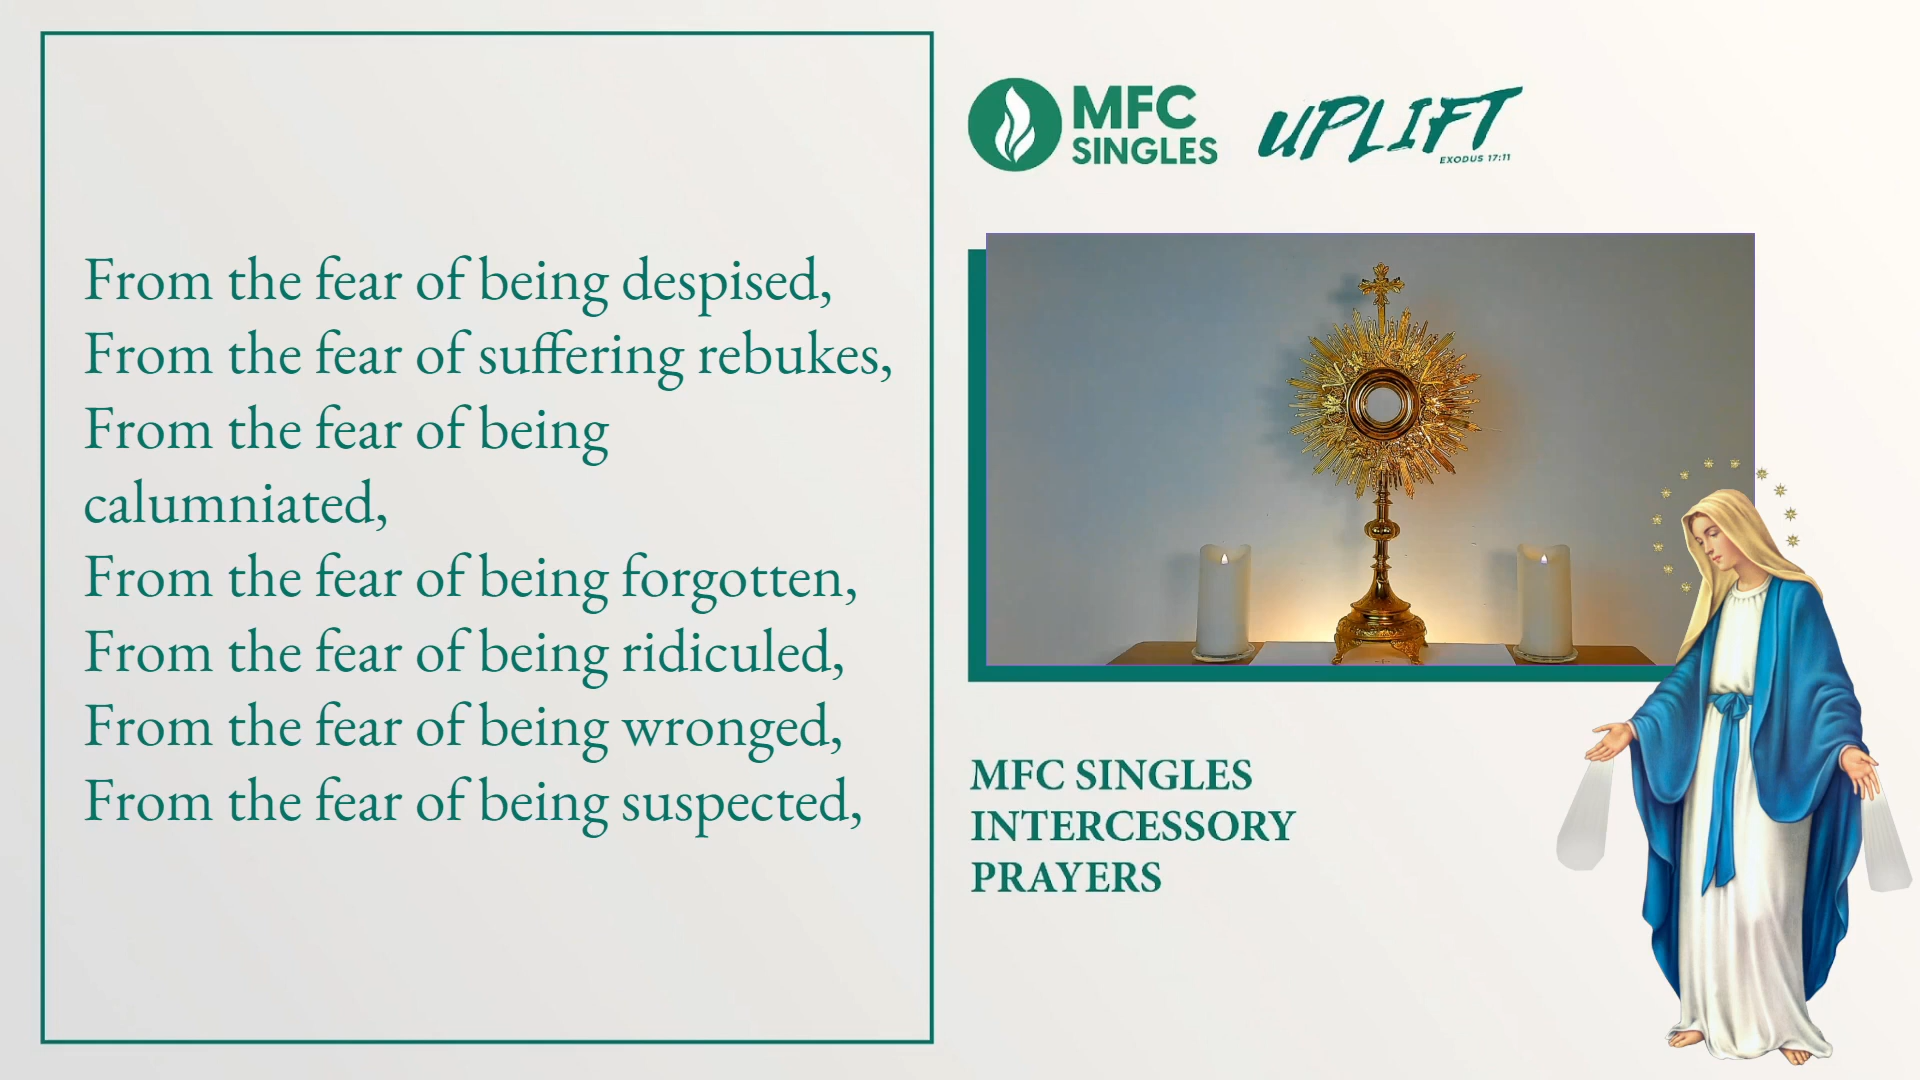 From the fear of being despised,
From the fear of suffering rebukes,
From the fear of being
calumniated,
From the fear of being forgotten,
From the fear of being ridiculed,
From the fear of being wronged,
From the fear of being suspected,
MFC
SINGLES
UPLIFT
EXODUS 17:11
MFC SINGLES
INTERCESSORY
PRAYERS